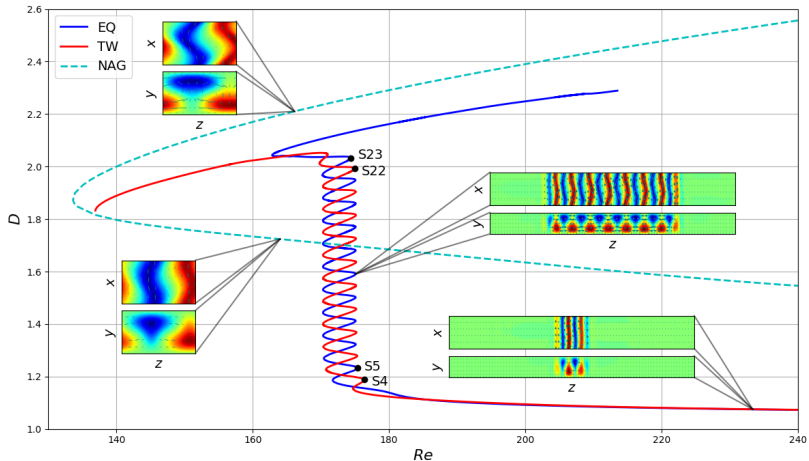 2.6
2.4
2.2
2.0
1.8
1.6
1.4
1.2
1.0
D
EQ
TW
NAG
x
y
z
S23
S22
x
y
z
x
y
z
x
y
z
S5
S4
140
160
180
200
220
240
Re